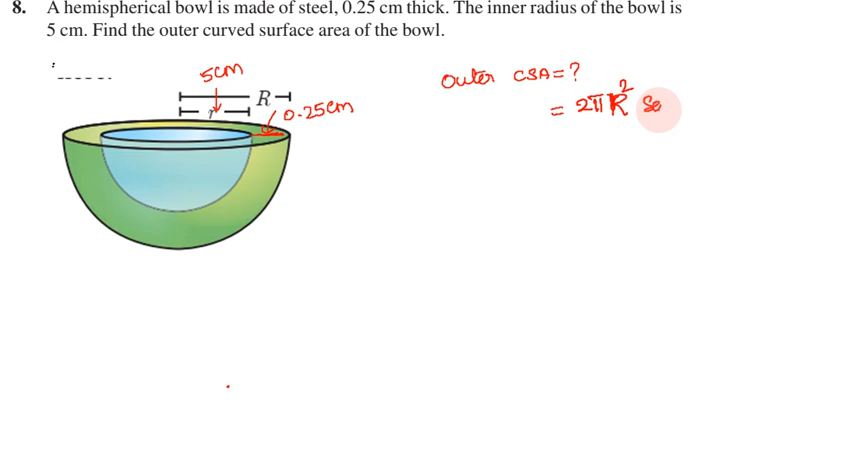 8. A hemispherical bowl is made of steel, 0.25 cm thick. The inner radius of the bowl is
5 cm. Find the outer curved surface area of the bowl.
5cm
Outer CSA = ?
R
r
0.25cm
= 2πR² Sq